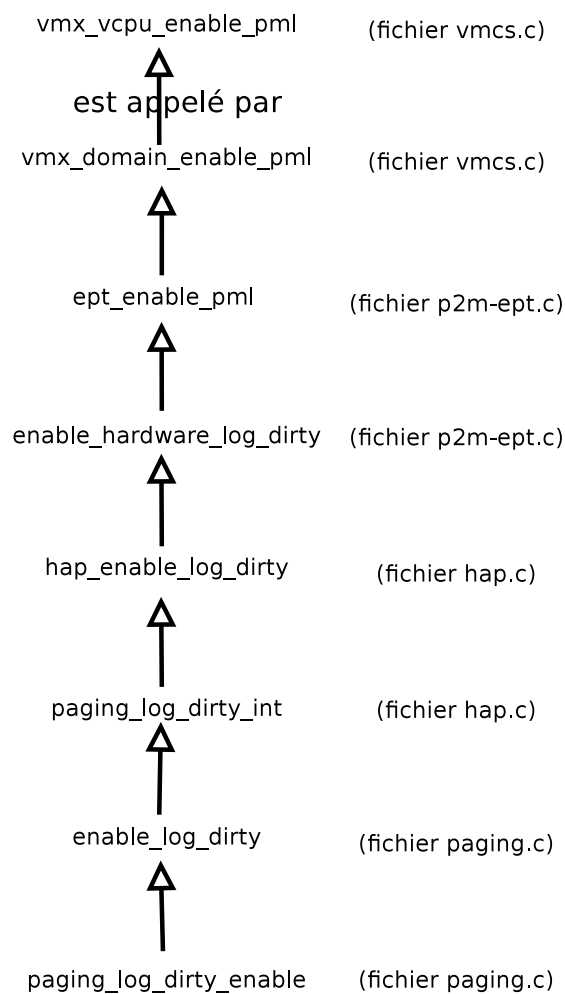 vmx_vcpu_enable_pml (fichier vmcs.c)
est appelé par
vmx_domain_enable_pml (fichier vmcs.c)
ept_enable_pml (fichier p2m-ept.c)
enable_hardware_log_dirty (fichier p2m-ept.c)
hap_enable_log_dirty (fichier hap.c)
paging_log_dirty_int (fichier hap.c)
enable_log_dirty (fichier paging.c)
paging_log_dirty_enable (fichier paging.c)